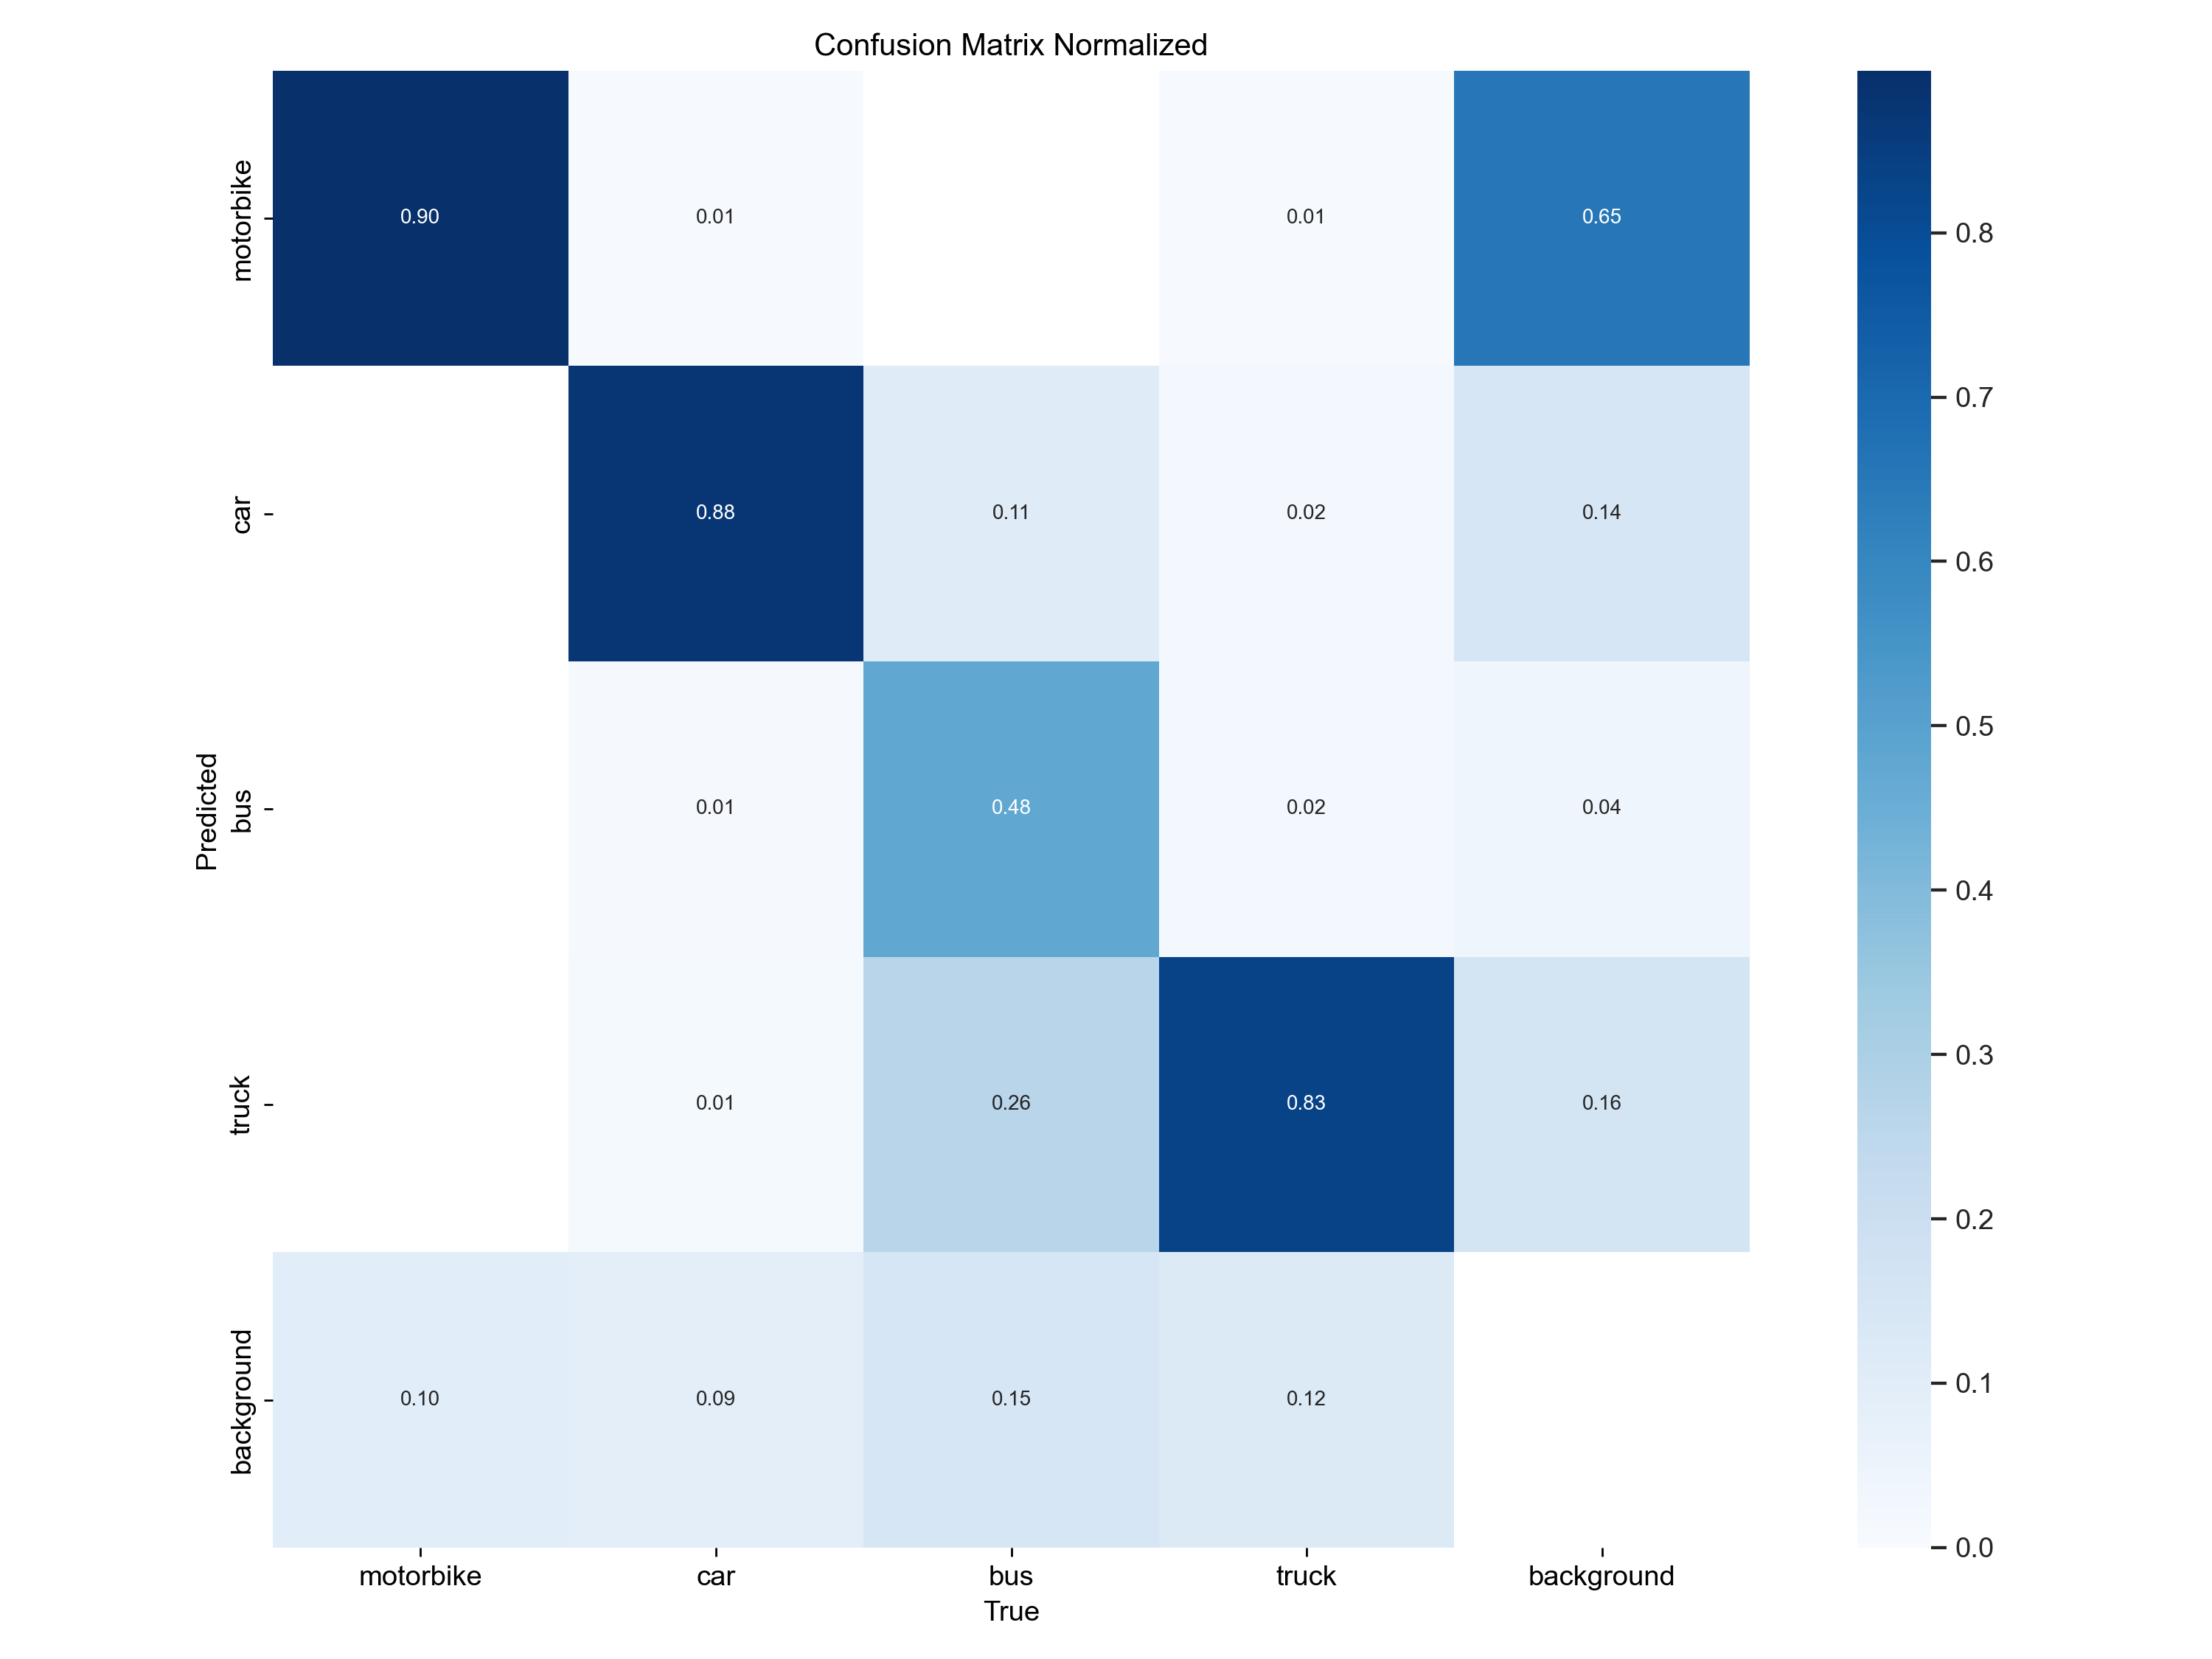 Confusion Matrix Normalized
Predicted
motorbike
0.90
0.01
0.01
0.65
car
0.88
0.11
0.02
0.14
bus
0.01
0.48
0.02
0.04
truck
0.01
0.26
0.83
0.16
background
0.10
0.09
0.15
0.12
motorbike
car
bus
truck
background
True
0.8
0.7
0.6
0.5
0.4
0.3
0.2
0.1
0.0